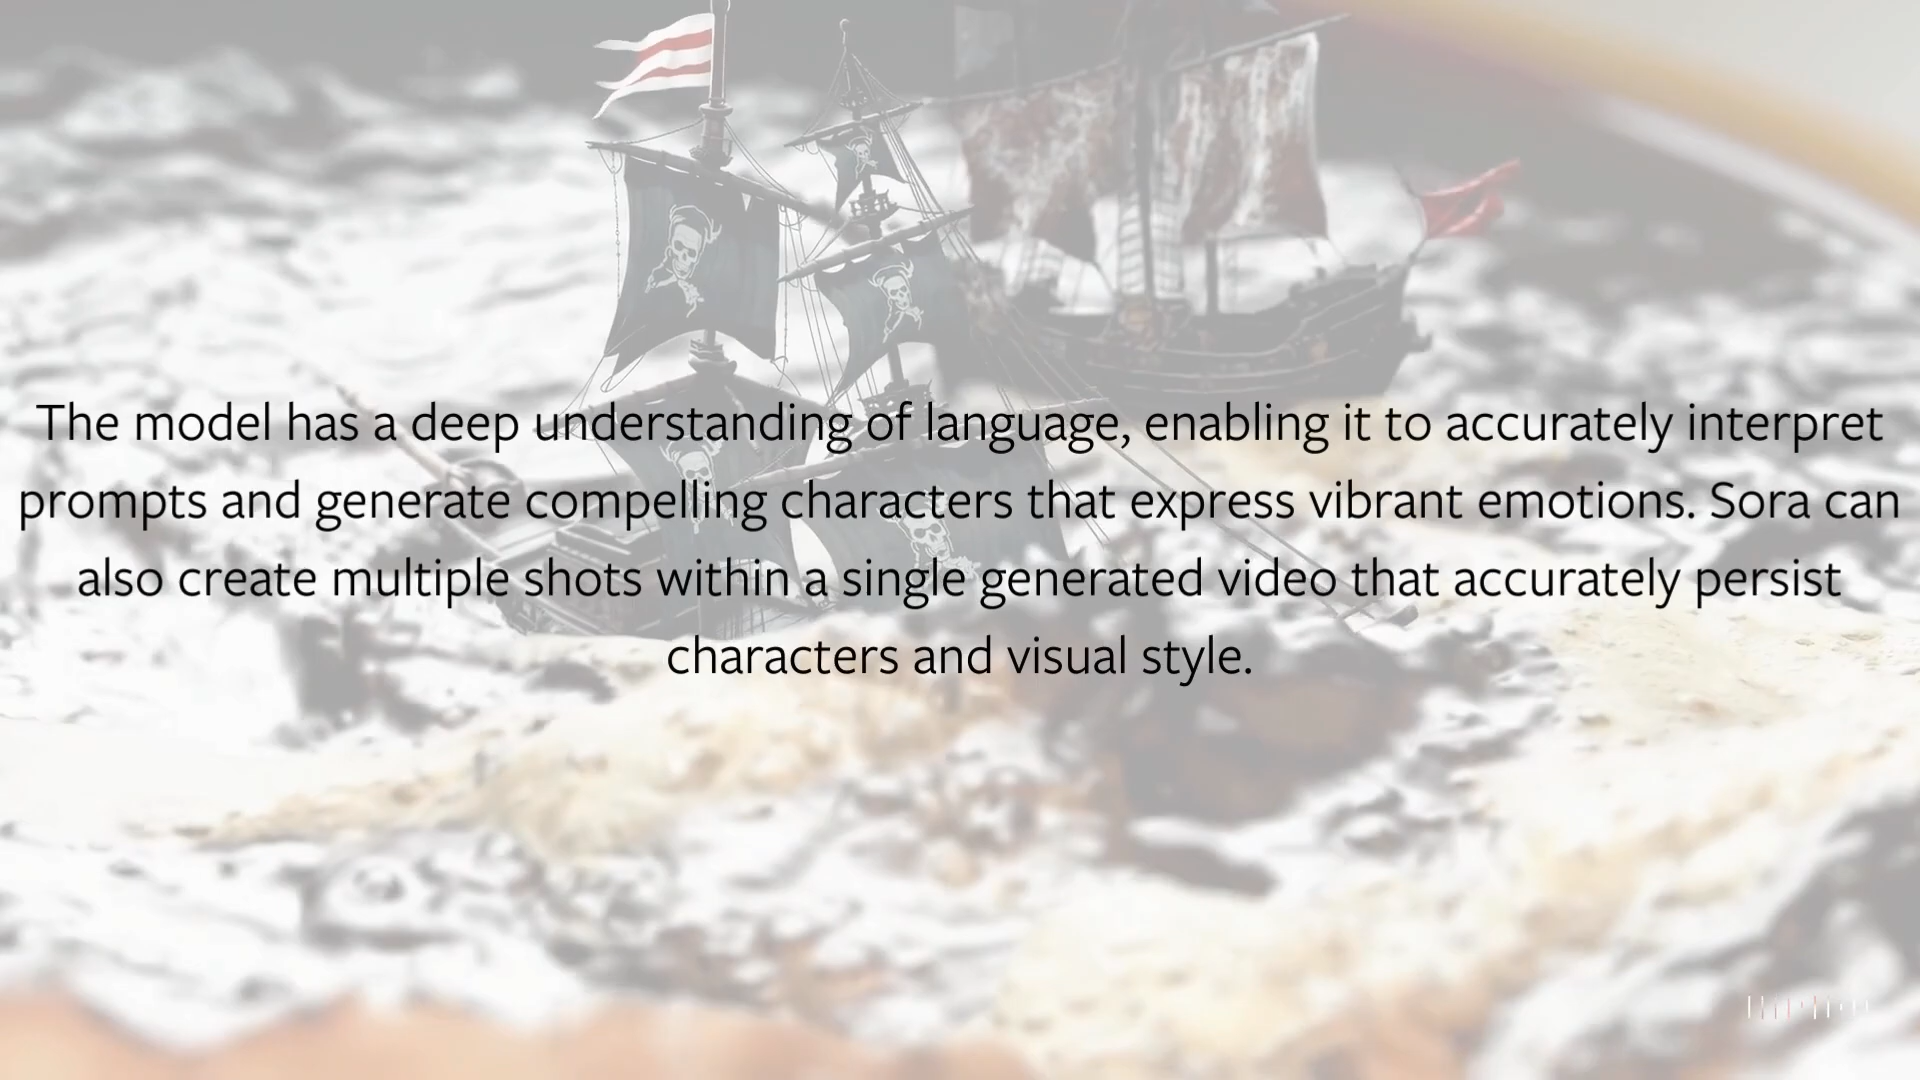 The model has a deep understanding of language, enabling it to accurately interpret
prompts and generate compelling characters that express vibrant emotions. Sora can
also create multiple shots within a single generated video that accurately persist
characters and visual style.